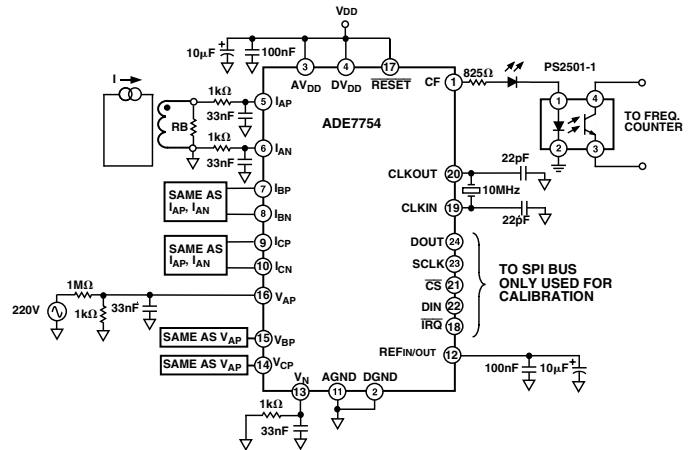 VDD
10μF
+
100nF
3
4
17
AVDD
DVDD
RESET
CF
1
825Ω
PS2501-1
1
4
2
3
TO FREQ.
COUNTER
I
1kΩ
33nF
RB
1kΩ
33nF
5
IAP
6
IAN
ADE7754
7
IBP
8
IBN
SAME AS
IAP, IAN
9
ICP
10
ICN
SAME AS
IAP, IAN
1MΩ
220V
1kΩ
33nF
16
VAP
SAME AS VAP
15
VBP
SAME AS VAP
14
VCP
VN
13
1kΩ
33nF
AGND
11
DGND
2
CLKOUT
20
22pF
10MHz
CLKIN
19
22pF
DOUT
24
SCLK
23
CS
21
DIN
22
IRQ
18
TO SPI BUS
ONLY USED FOR
CALIBRATION
REFIN/OUT
12
100nF
10μF
+